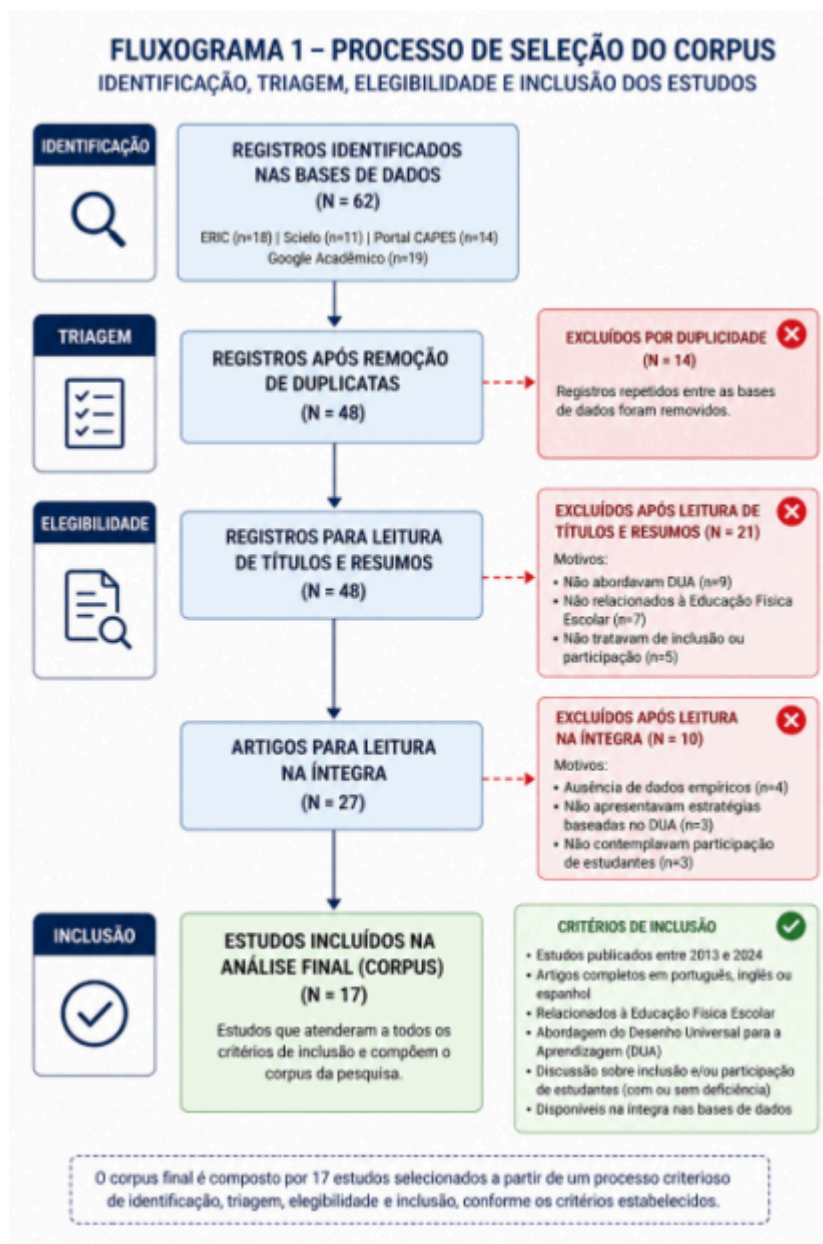 FLUXOGRAMA 1 – PROCESSO DE SELEÇÃO DO CORPUS
IDENTIFICAÇÃO, TRIAGEM, ELEGIBILIDADE E INCLUSÃO DOS ESTUDOS
IDENTIFICAÇÃO
REGISTROS IDENTIFICADOS
NAS BASES DE DADOS
(N = 62)
ERIC (n=18) | Scielo (n=11) | Portal CAPES (n=14)
Google Acadêmico (n=19)
TRIAGEM
REGISTROS APÓS REMOÇÃO
DE DUPLICATAS
(N = 48)
EXCLUÍDOS POR DUPLICIDADE
(N = 14)
Registros repetidos entre as bases
de dados foram removidos.
ELEGIBILIDADE
REGISTROS PARA LEITURA
DE TÍTULOS E RESUMOS
(N = 48)
EXCLUÍDOS APÓS LEITURA DE
TÍTULOS E RESUMOS (N = 21)
Motivos:
• Não abordavam DUA (n=9)
• Não relacionados à Educação Física
Escolar (n=7)
• Não tratavam de inclusão ou
participação (n=5)
ARTIGOS PARA LEITURA
NA ÍNTEGRA
(N = 27)
EXCLUÍDOS APÓS LEITURA
NA ÍNTEGRA (N = 10)
Motivos:
• Ausência de dados empíricos (n=4)
• Não apresentavam estratégias
baseadas no DUA (n=3)
• Não contemplavam participação
de estudantes (n=3)
INCLUSÃO
ESTUDOS INCLUÍDOS NA
ANÁLISE FINAL (CORPUS)
(N = 17)
Estudos que atenderam a todos os
critérios de inclusão e compõem o
corpus da pesquisa.
CRITÉRIOS DE INCLUSÃO
• Estudos publicados entre 2013 e 2024
• Artigos completos em português, inglês ou
espanhol
• Relacionados à Educação Física Escolar
• Abordagem do Desenho Universal para a
Aprendizagem (DUA)
• Discussão sobre inclusão e/ou participação
de estudantes (com ou sem deficiência)
• Disponíveis na íntegra nas bases de dados
O corpus final é composto por 17 estudos selecionados a partir de um processo criterioso
de identificação, triagem, elegibilidade e inclusão, conforme os critérios estabelecidos.